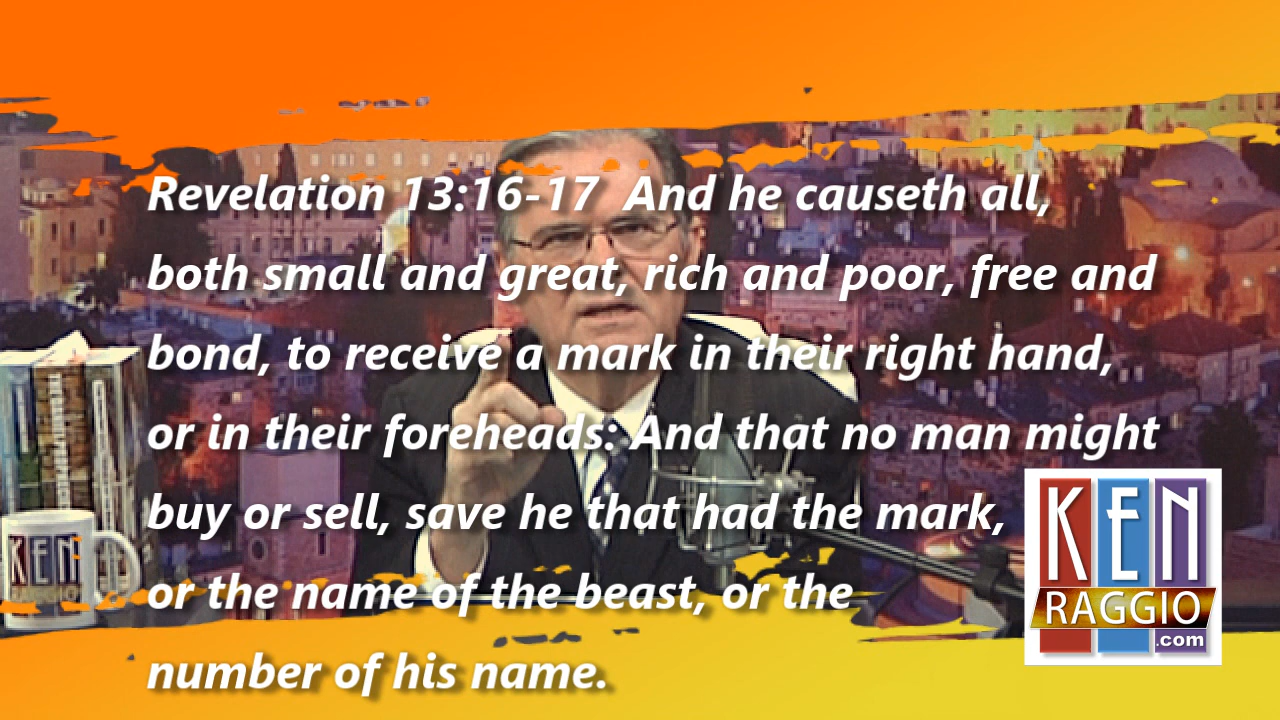 Revelation 13:16-17 And he causeth all,
both small and great, rich and poor, free and
bond, to receive a mark in their right hand,
or in their foreheads: And that no man might
buy or sell, save he that had the mark,
or the name of the beast, or the
number of his name.
KEN
RAGGIO
.com
KEN
RAGGIO